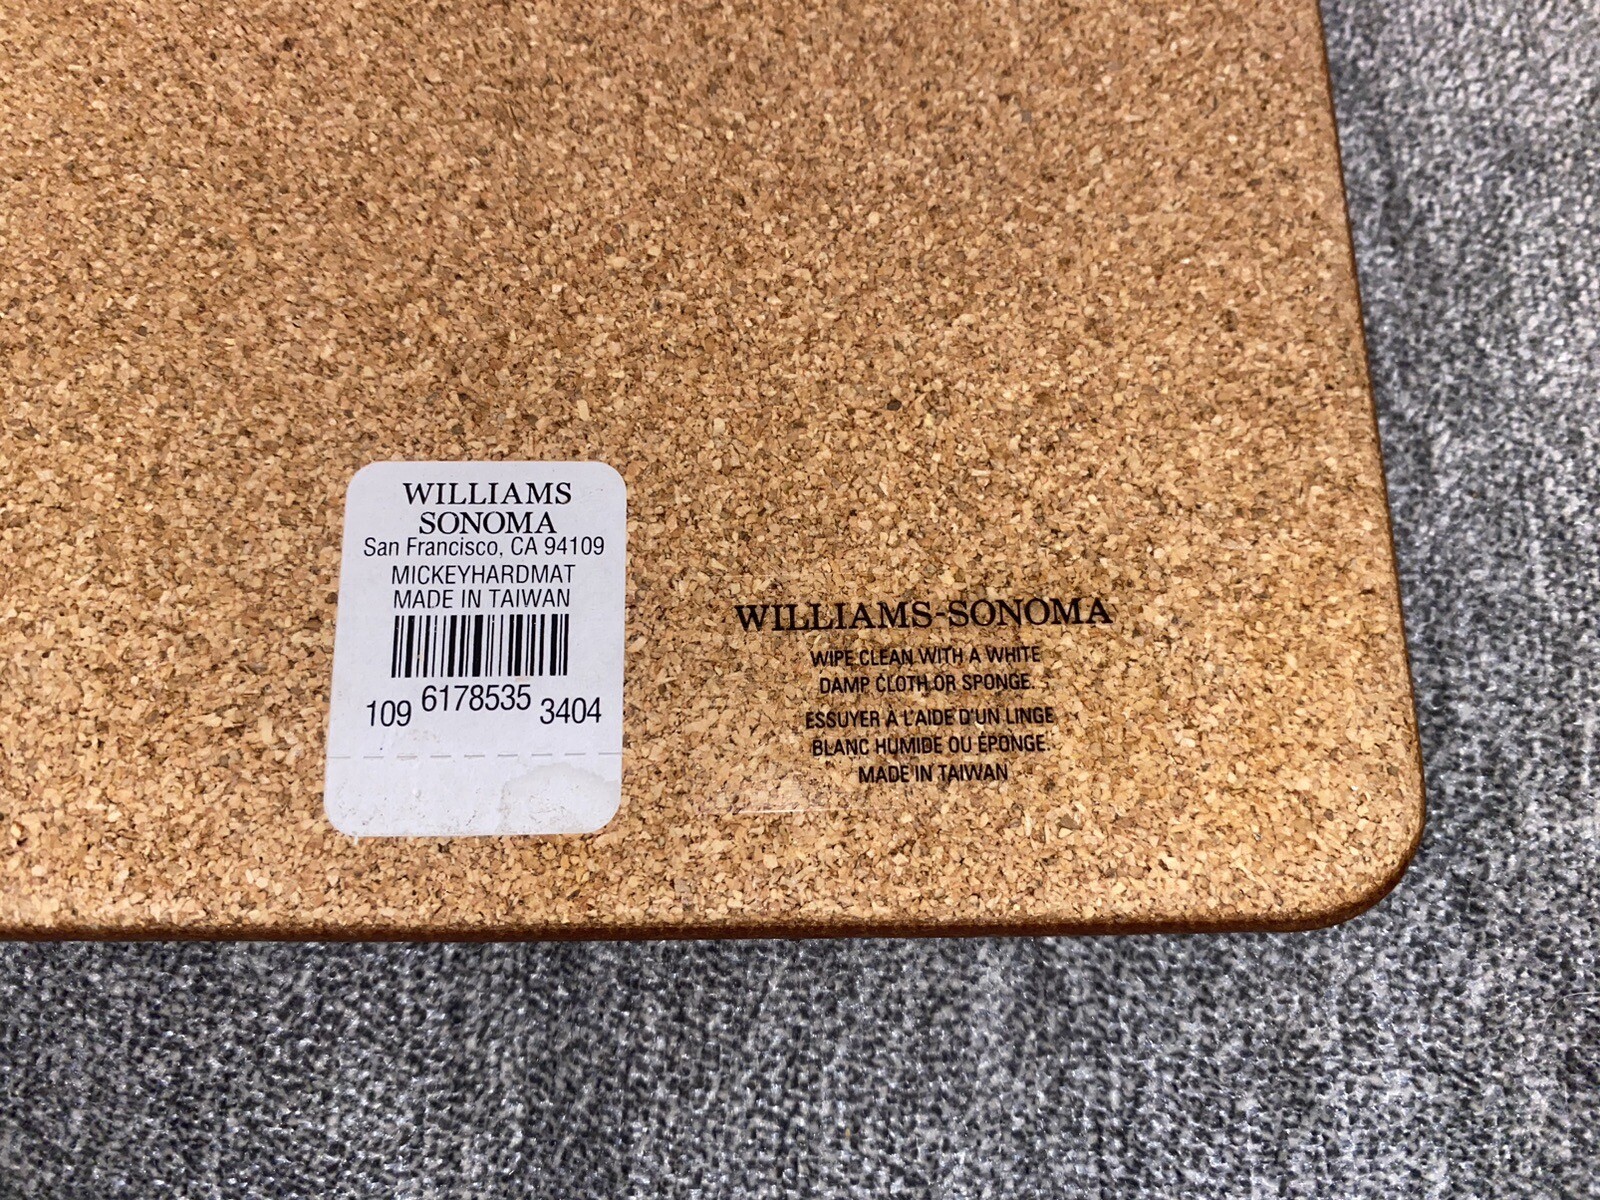 WILLIAMS
SONOMA
San Francisco, CA 94109
MICKEYHARDMAT
MADE IN TAIWAN
109 6178535 3404
WILLIAMS-SONOMA
WIPE CLEAN WITH A WHITE
DAMP CLOTH OR SPONGE.
ESSUYER À L'AIDE D'UN LINGE
BLANC HUMIDE OU ÉPONGE.
MADE IN TAIWAN